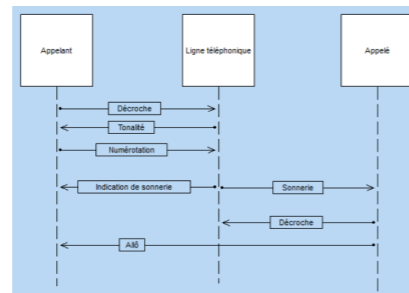 Appelant
Ligne téléphonique
Appelé
Décroche
Tonalité
Numérotation
Indication de sonnerie
Sonnerie
Décroche
Allô